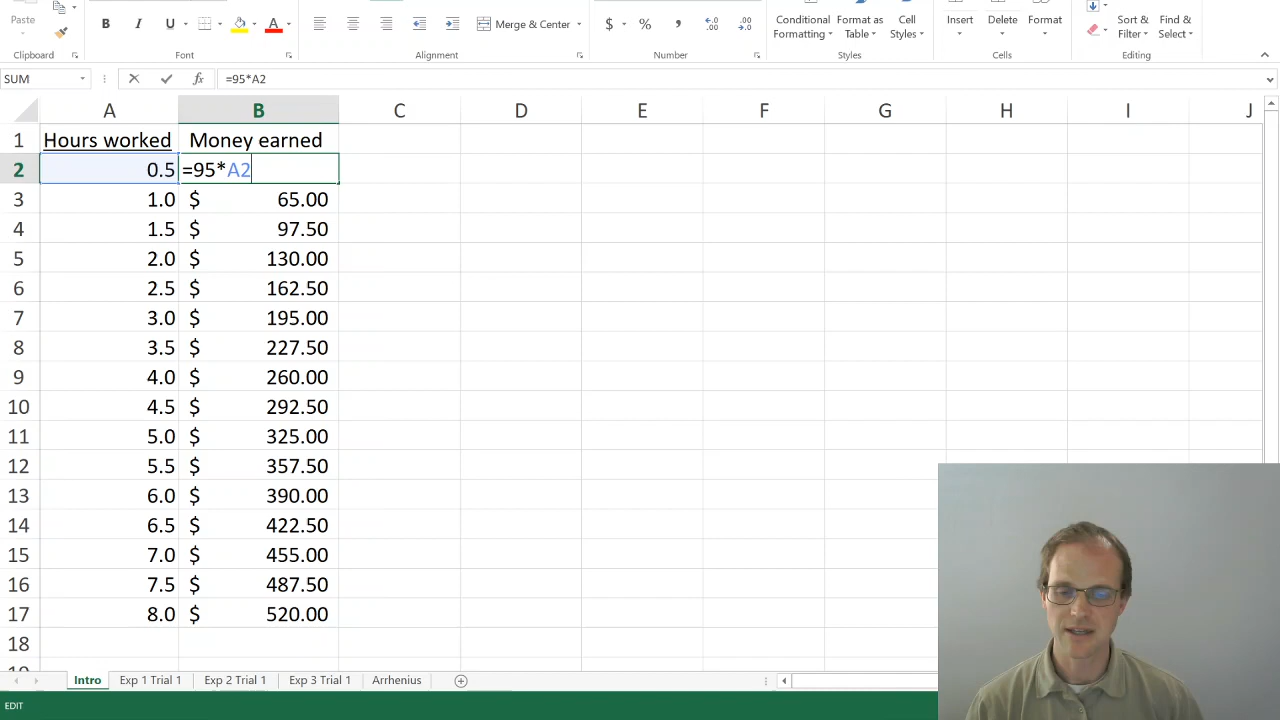 Paste B I U A Merge & Center $ % , Conditional Formatting Format as Table Cell Styles Insert Delete Format Sort & Filter Find & Select
Clipboard Font Alignment Number Styles Cells Editing
SUM fx =95*A2
A B C D E F G H I J
1 Hours worked Money earned
2 0.5 =95*A2
3 1.0 $ 65.00
4 1.5 $ 97.50
5 2.0 $ 130.00
6 2.5 $ 162.50
7 3.0 $ 195.00
8 3.5 $ 227.50
9 4.0 $ 260.00
10 4.5 $ 292.50
11 5.0 $ 325.00
12 5.5 $ 357.50
13 6.0 $ 390.00
14 6.5 $ 422.50
15 7.0 $ 455.00
16 7.5 $ 487.50
17 8.0 $ 520.00
18
Intro Exp 1 Trial 1 Exp 2 Trial 1 Exp 3 Trial 1 Arrhenius
EDIT